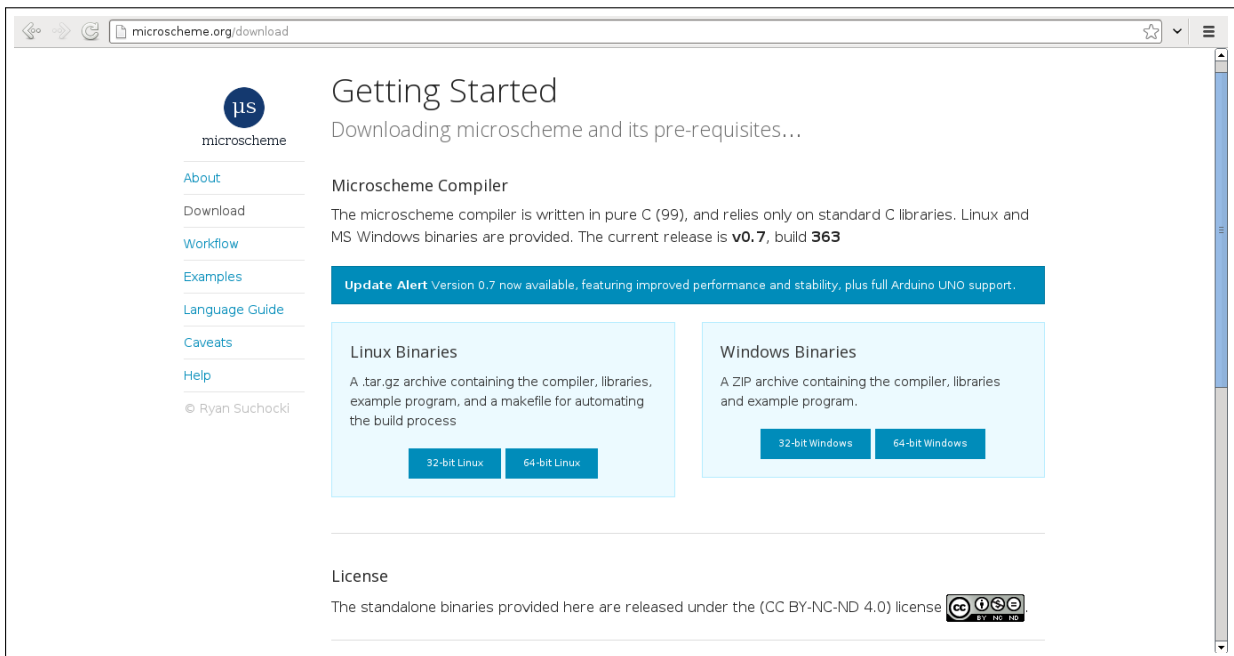 microscheme.org/download
µs
microscheme
About
Download
Workflow
Examples
Language Guide
Caveats
Help
© Ryan Suchocki
Getting Started
Downloading microscheme and its pre-requisites...
Microscheme Compiler
The microscheme compiler is written in pure C (99), and relies only on standard C libraries. Linux and
MS Windows binaries are provided. The current release is v0.7, build 363
Update Alert Version 0.7 now available, featuring improved performance and stability, plus full Arduino UNO support.
Linux Binaries
A .tar.gz archive containing the compiler, libraries,
example program, and a makefile for automating
the build process
32-bit Linux 64-bit Linux
Windows Binaries
A ZIP archive containing the compiler, libraries
and example program.
32-bit Windows 64-bit Windows
License
The standalone binaries provided here are released under the (CC BY-NC-ND 4.0) license cc BY NC ND.